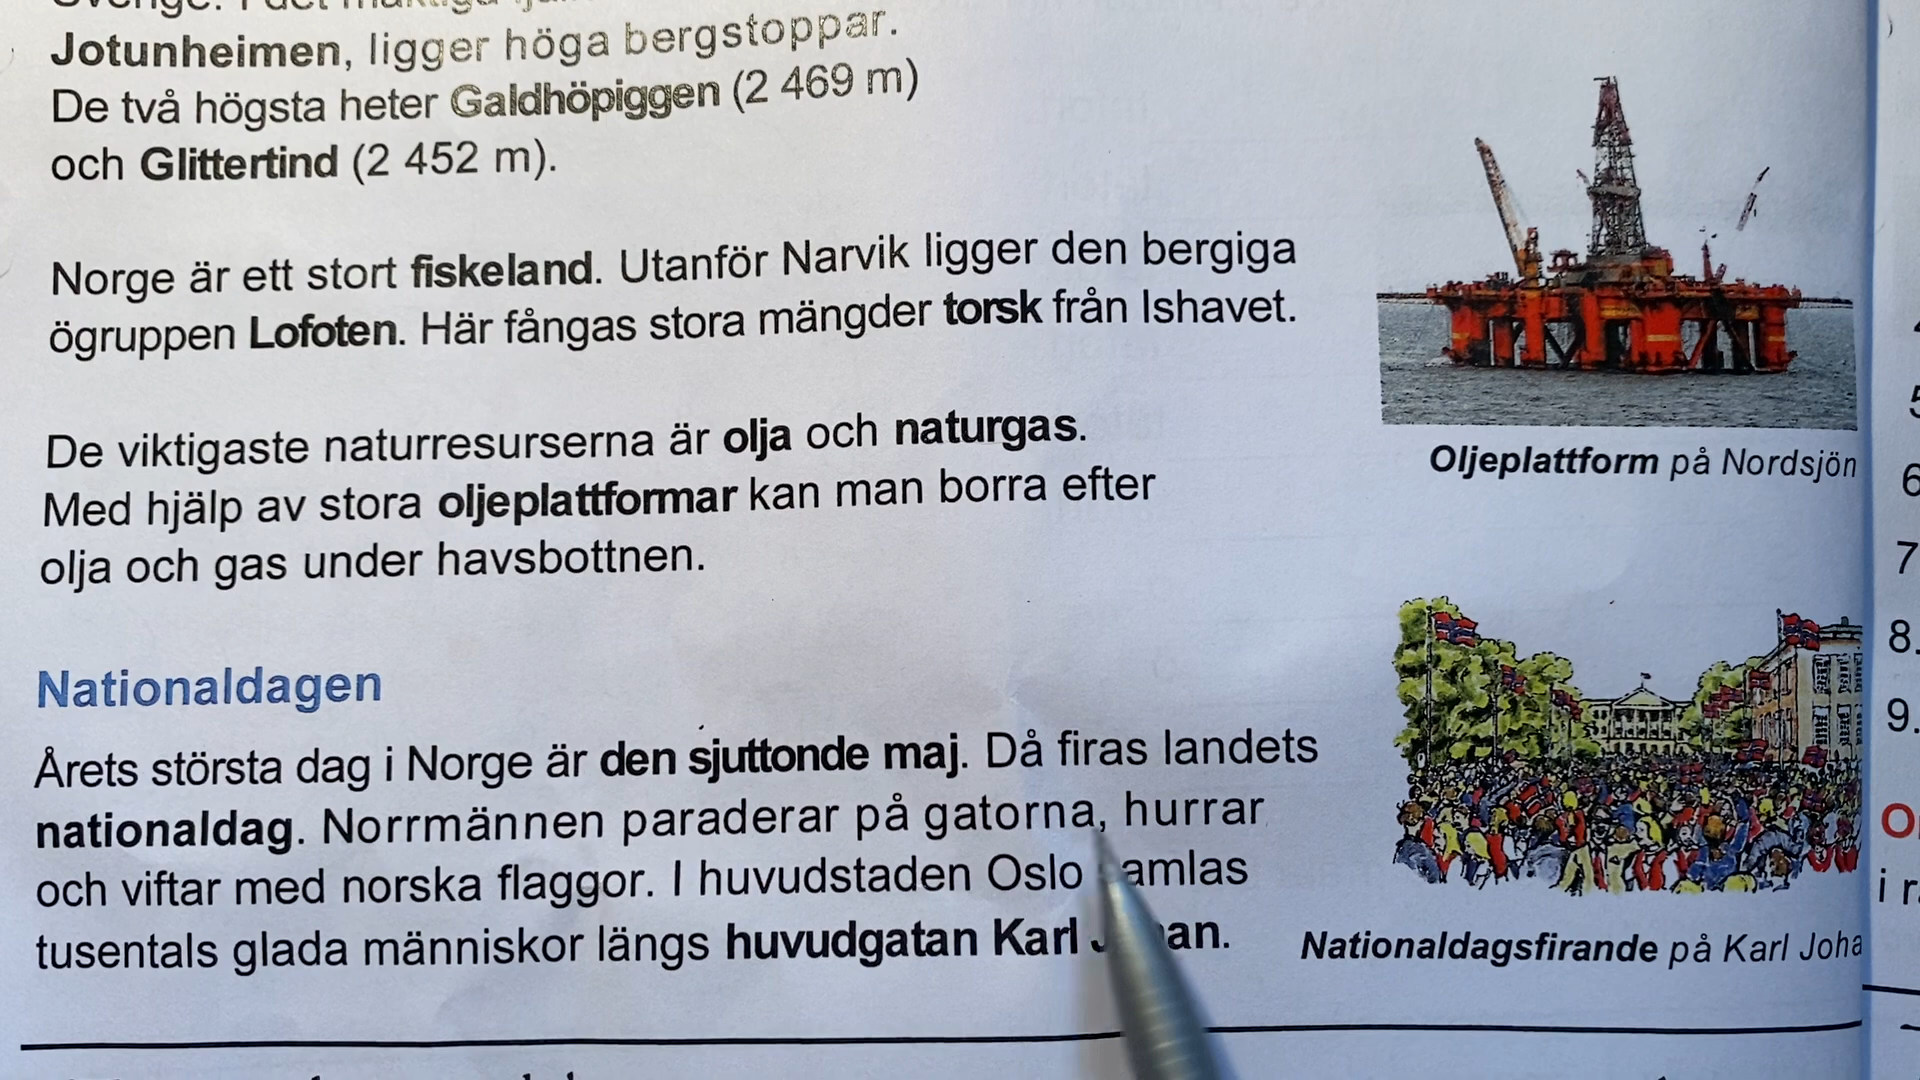 Jotunheimen, ligger höga bergstoppar.
De två högsta heter Galdhöpiggen (2 469 m)
och Glittertind (2 452 m).
Norge är ett stort fiskeland. Utanför Narvik ligger den bergiga
ögruppen Lofoten. Här fångas stora mängder torsk från Ishavet.
De viktigaste naturresurserna är olja och naturgas.
Med hjälp av stora oljeplattformar kan man borra efter
olja och gas under havsbottnen.
Oljeplattform på Nordsjön
Nationaldagen
Årets största dag i Norge är den sjuttonde maj. Då firas landets
nationaldag. Norrmännen paraderar på gatorna, hurrar
och viftar med norska flaggor. I huvudstaden Oslo amlas
tusentals glada människor längs huvudgatan Karl J an.
Nationaldagsfirande på Karl Joha
6
7
8.
9.
i